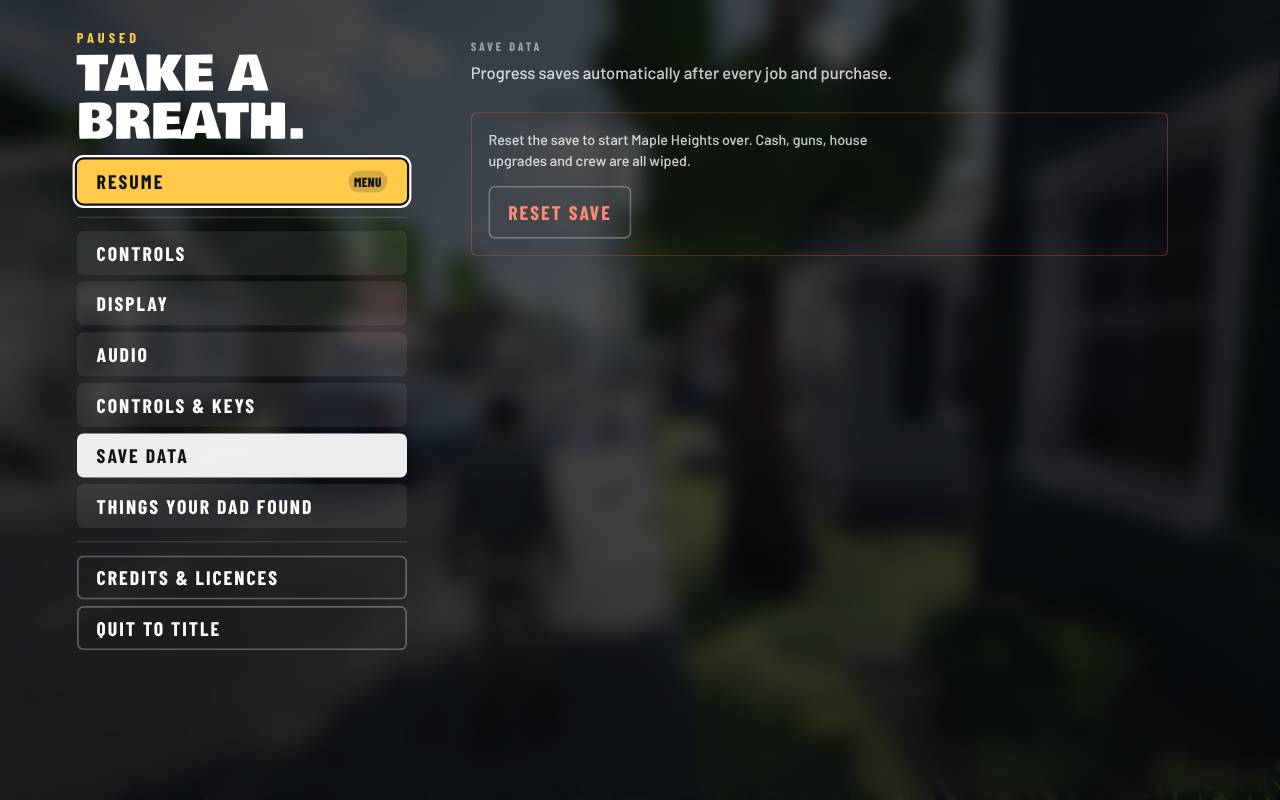 PAUSED
TAKE A
BREATH.
RESUME MENU
CONTROLS
DISPLAY
AUDIO
CONTROLS & KEYS
SAVE DATA
THINGS YOUR DAD FOUND
CREDITS & LICENCES
QUIT TO TITLE
SAVE DATA
Progress saves automatically after every job and purchase.
Reset the save to start Maple Heights over. Cash, guns, house
upgrades and crew are all wiped.
RESET SAVE